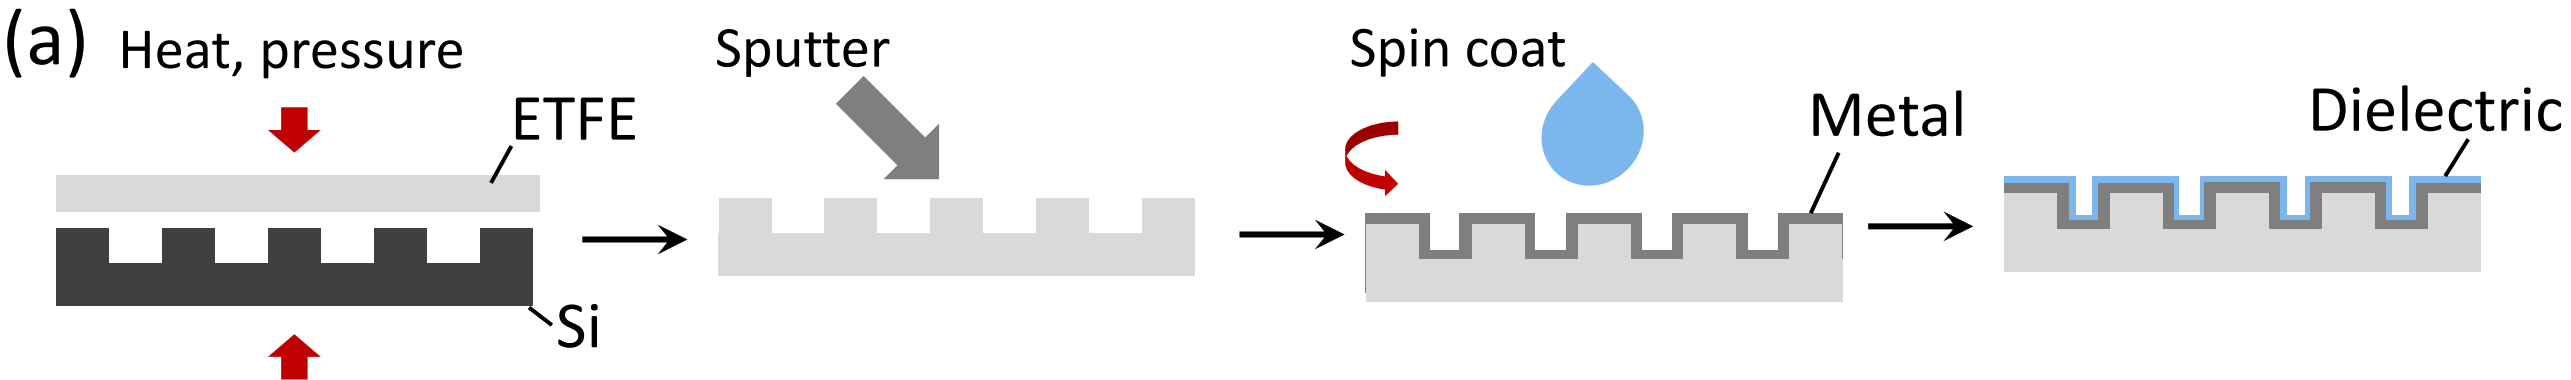 (a)
Heat, pressure
ETFE
Si
Sputter
Spin coat
Metal
Dielectric